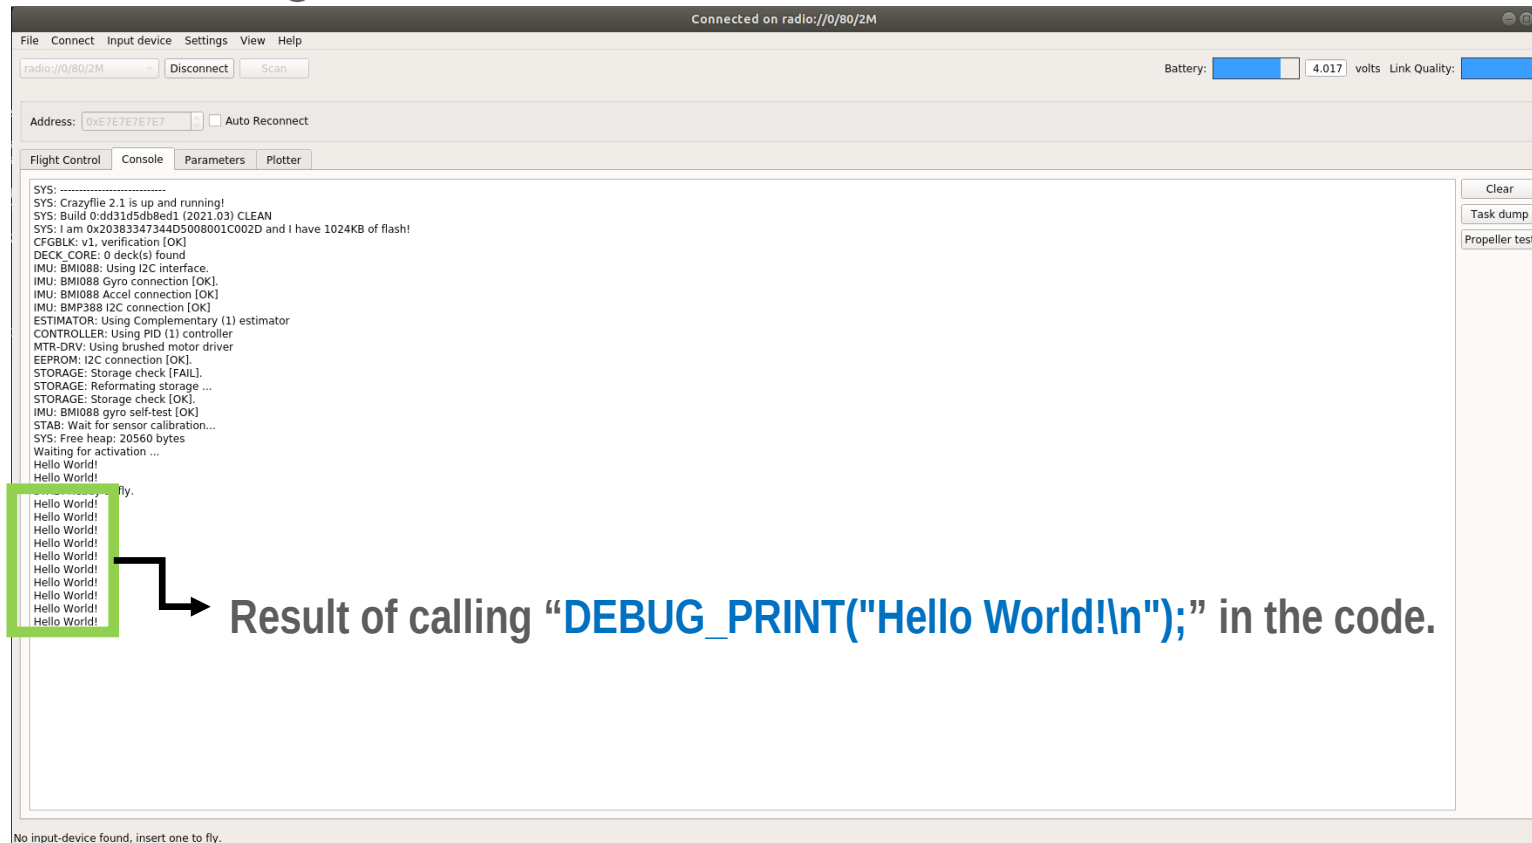 Connected on radio://0/80/2M
File Connect Input device Settings View Help
radio://0/80/2M Disconnect Scan
Battery: 4.017 volts Link Quality:
Address: 0xE7E7E7E7E7 Auto Reconnect
Flight Control Console Parameters Plotter
SYS: ----------------------------
SYS: Crazyflie 2.1 is up and running!
SYS: Build 0:dd31d5db8ed1 (2021.03) CLEAN
SYS: I am 0x20383347344D5008001C002D and I have 1024KB of flash!
CFGBLK: v1, verification [OK]
DECK_CORE: 0 deck(s) found
IMU: BMI088: Using I2C interface.
IMU: BMI088 Gyro connection [OK].
IMU: BMI088 Accel connection [OK]
IMU: BMP388 I2C connection [OK]
ESTIMATOR: Using Complementary (1) estimator
CONTROLLER: Using PID (1) controller
MTR-DRV: Using brushed motor driver
EEPROM: I2C connection [OK].
STORAGE: Storage check [FAIL].
STORAGE: Reformating storage ...
STORAGE: Storage check [OK].
IMU: BMI088 gyro self-test [OK]
STAB: Wait for sensor calibration...
SYS: Free heap: 20560 bytes
Waiting for activation ...
Hello World!
Hello World!
fly.
Hello World!
Hello World!
Hello World!
Hello World!
Hello World!
Hello World!
Hello World!
Hello World!
Hello World!
Hello World!
Clear
Task dump
Propeller test
Result of calling “DEBUG_PRINT("Hello World!\n");” in the code.
No input-device found, insert one to fly.